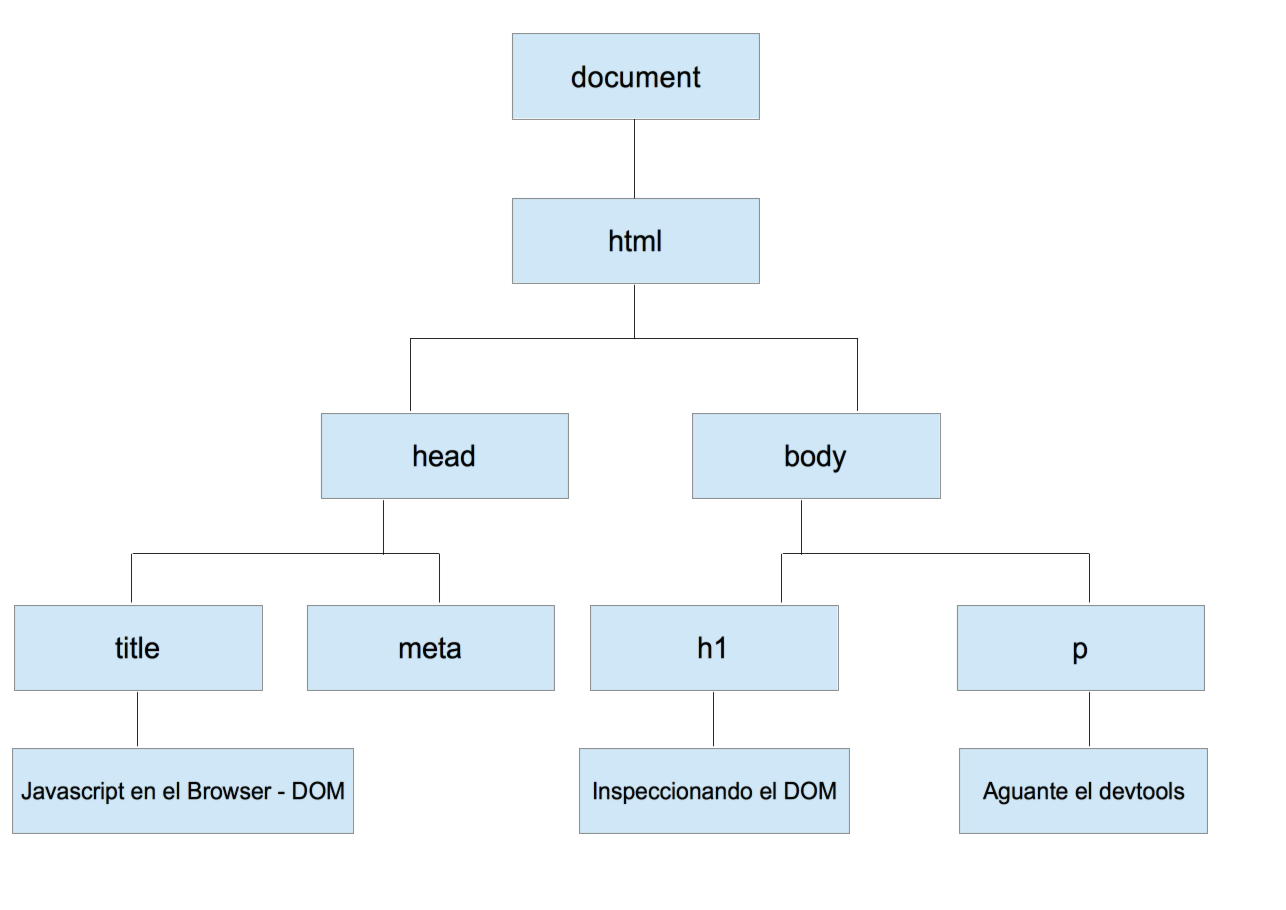 document
html
head
body
title
meta
h1
p
Javascript en el Browser - DOM
Inspeccionando el DOM
Aguante el devtools